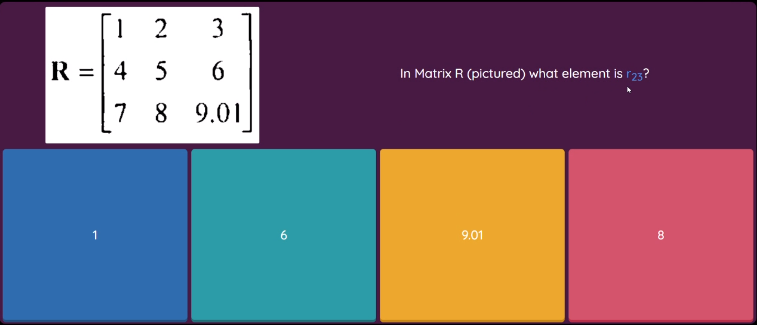 1 2 3
R = 4 5 6
7 8 9.01
In Matrix R (pictured) what element is r23?
1
6
9.01
8